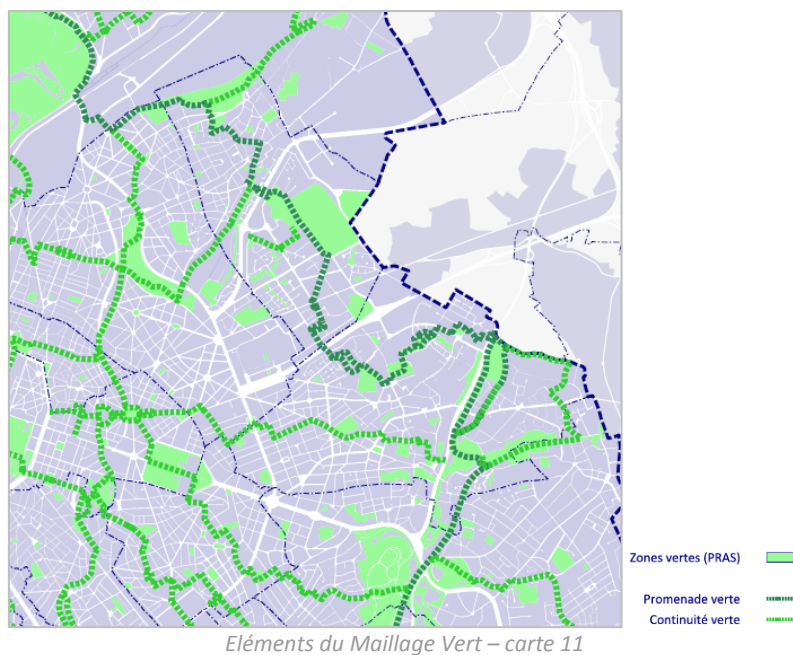 Zones vertes (PRAS)
Promenade verte
Continuité verte
Eléments du Maillage Vert – carte 11